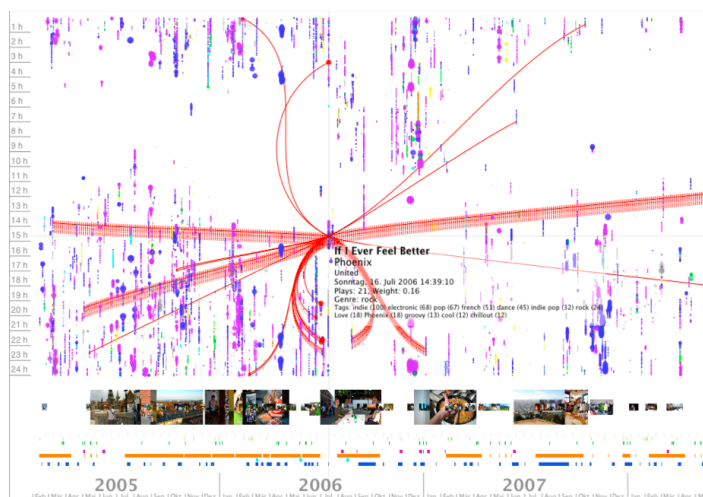 1 h
2 h
3 h
4 h
5 h
6 h
7 h
8 h
9 h
10 h
11 h
12 h
13 h
14 h
15 h
16 h
17 h
18 h
19 h
20 h
21 h
22 h
23 h
24 h
If I Ever Feel Better
Phoenix
United
Sonntag, 16. Juli 2006 14:39:10
Plays: 21, Weight: 0.16
Genre: rock
Tags: indie (100) electronic (68) pop (67) french (51) dance (45) indie pop (32) rock (24)
Love (18) Phoenix (18) groovy (13) cool (12) chillout (12)
2005 2006 2007